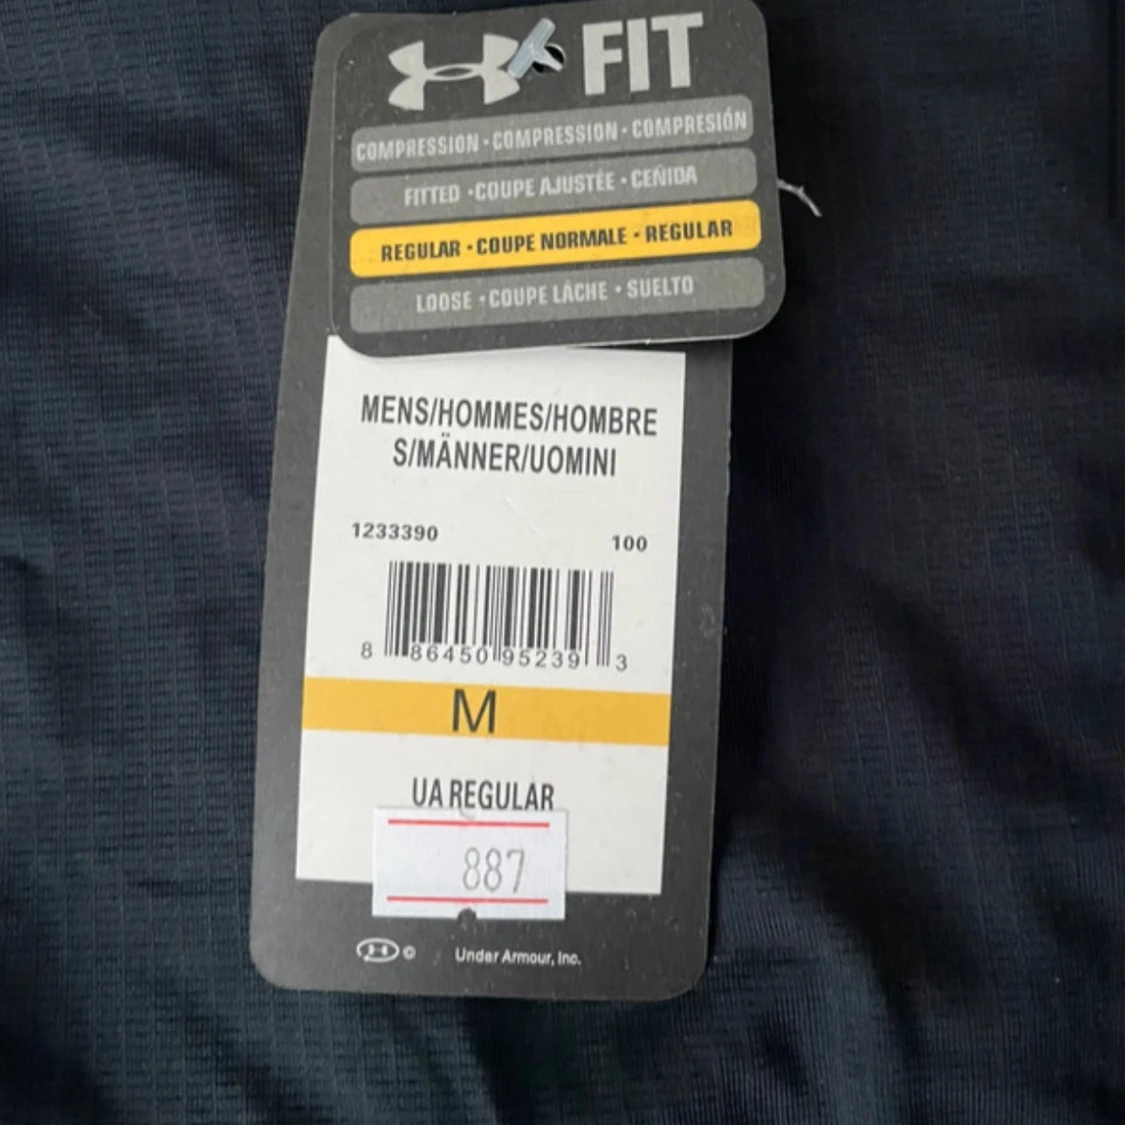 FIT
COMPRESSION · COMPRESSION · COMPRESIÓN
FITTED · COUPE AJUSTÉE · CEÑIDA
REGULAR · COUPE NORMALE · REGULAR
LOOSE · COUPE LÂCHE · SUELTO
MENS/HOMMES/HOMBRE
S/MÄNNER/UOMINI
1233390 100
8 86450 95239 3
M
UA REGULAR
887
© Under Armour, Inc.